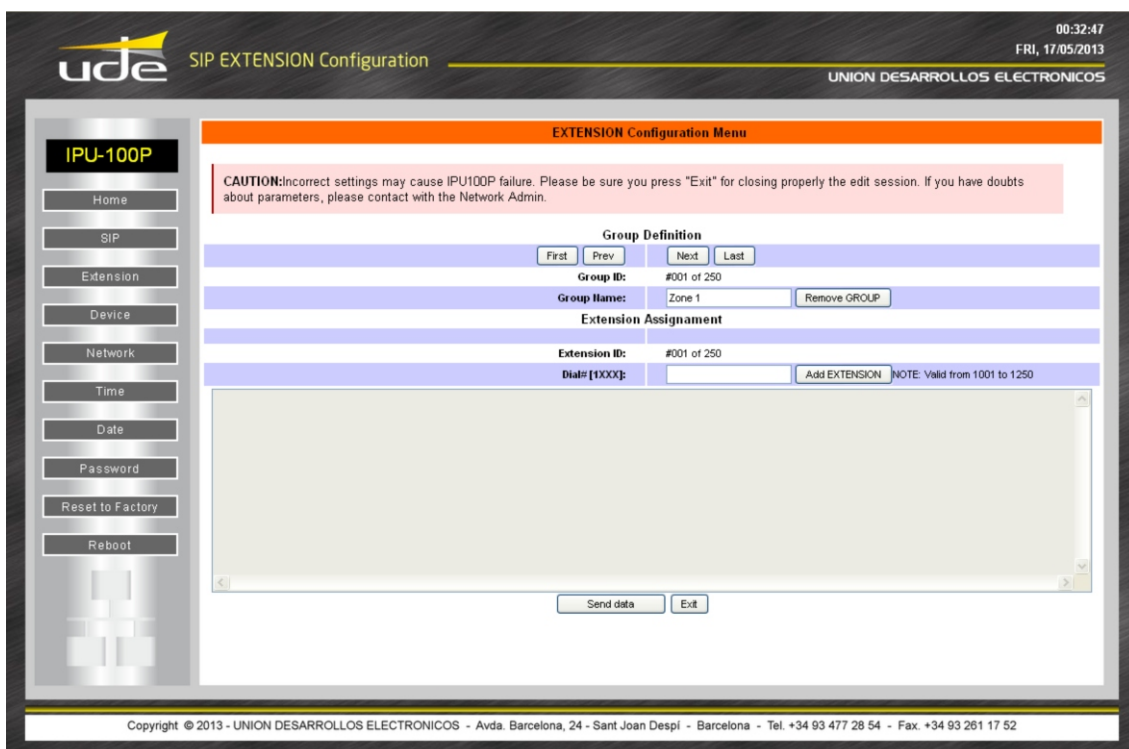 00:32:47
FRI, 17/05/2013
ude
SIP EXTENSION Configuration
UNION DESARROLLOS ELECTRONICOS
IPU-100P
Home
SIP
Extension
Device
Network
Time
Date
Password
Reset to Factory
Reboot
EXTENSION Configuration Menu
CAUTION:Incorrect settings may cause IPU100P failure. Please be sure you press "Exit" for closing properly the edit session. If you have doubts
about parameters, please contact with the Network Admin.
Group Definition
First Prev Next Last
Group ID: #001 of 250
Group Name: Zone 1 Remove GROUP
Extension Assignament
Extension ID: #001 of 250
Dial# [1XXX]: Add EXTENSION NOTE: Valid from 1001 to 1250
Send data Exit
Copyright © 2013 - UNION DESARROLLOS ELECTRONICOS - Avda. Barcelona, 24 - Sant Joan Despí - Barcelona - Tel. +34 93 477 28 54 - Fax. +34 93 261 17 52